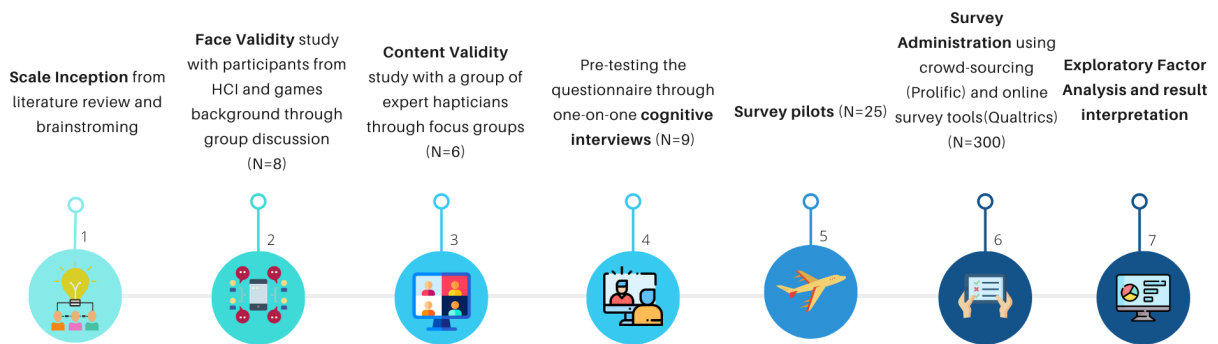 Scale Inception from
literature review and
brainstroming
1
Face Validity study
with participants from
HCI and games
background through
group discussion
(N=8)
2
Content Validity
study with a group of
expert hapticians
through focus groups
(N=6)
3
Pre-testing the
questionnaire through
one-on-one cognitive
interviews (N=9)
4
Survey pilots (N=25)
5
Survey
Administration using
crowd-sourcing
(Prolific) and online
survey tools(Qualtrics)
(N=300)
6
Exploratory Factor
Analysis and result
interpretation
7